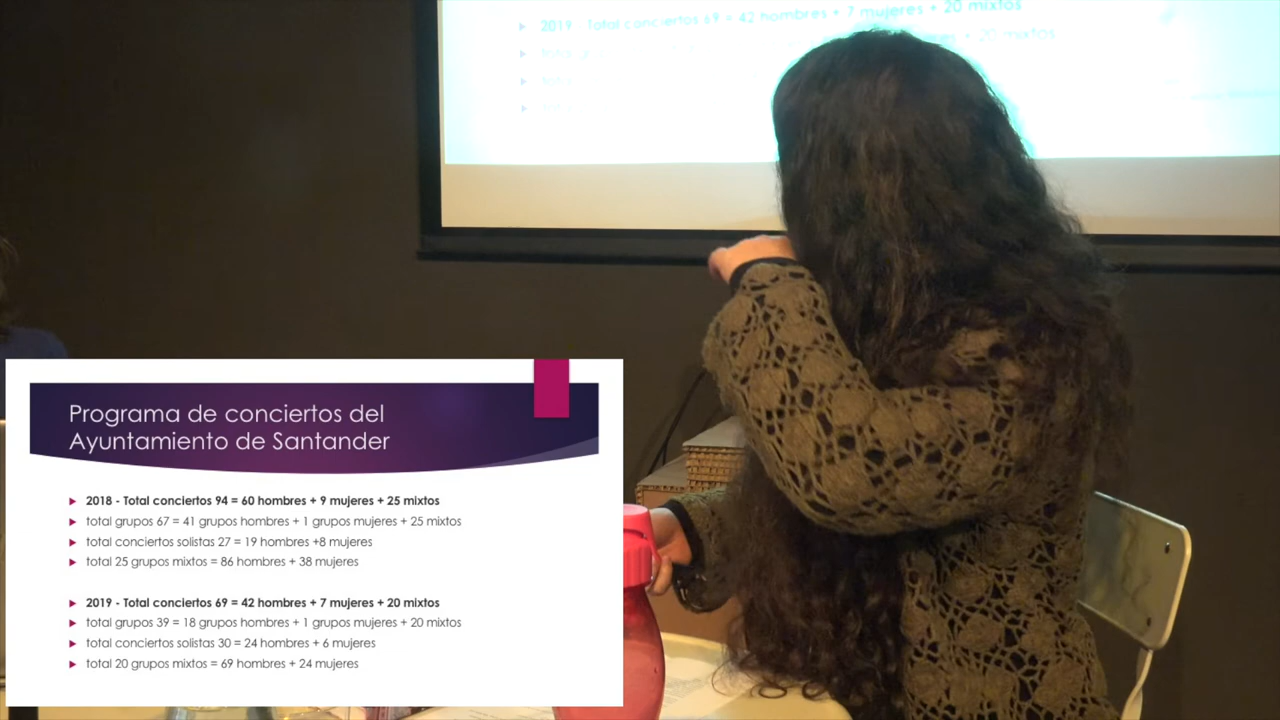 2019 - Total conciertos 69 = 42 hombres + 7 mujeres + 20 mixtos
+ 20 mixtos
Programa de conciertos del
Ayuntamiento de Santander
2018 - Total conciertos 94 = 60 hombres + 9 mujeres + 25 mixtos
total grupos 67 = 41 grupos hombres + 1 grupos mujeres + 25 mixtos
total conciertos solistas 27 = 19 hombres +8 mujeres
total 25 grupos mixtos = 86 hombres + 38 mujeres
2019 - Total conciertos 69 = 42 hombres + 7 mujeres + 20 mixtos
total grupos 39 = 18 grupos hombres + 1 grupos mujeres + 20 mixtos
total conciertos solistas 30 = 24 hombres + 6 mujeres
total 20 grupos mixtos = 69 hombres + 24 mujeres